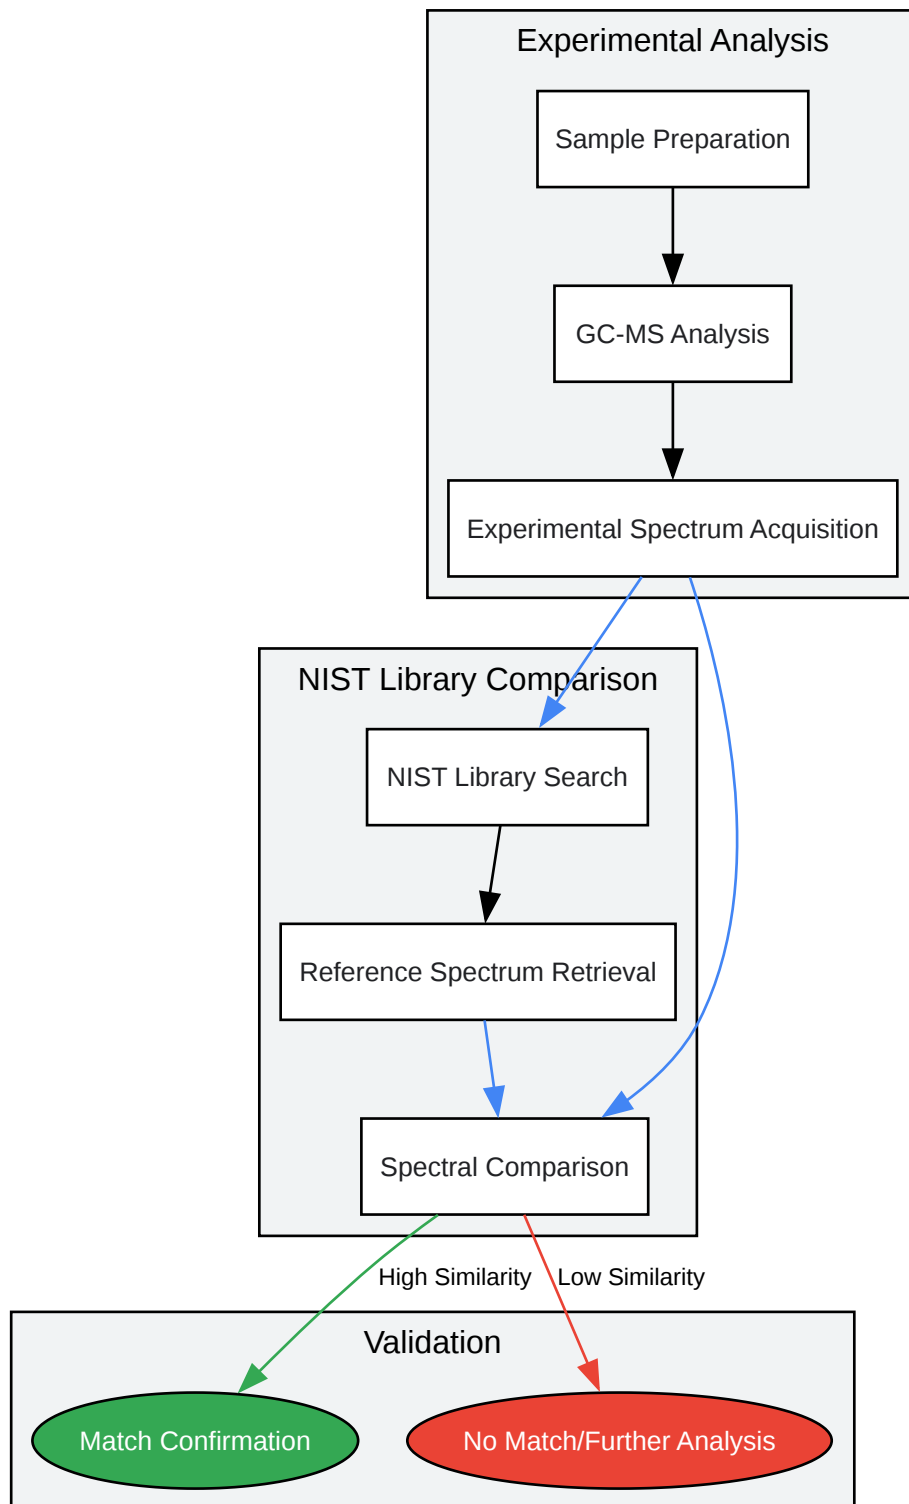 Experimental Analysis
Sample Preparation
GC-MS Analysis
Experimental Spectrum Acquisition
NIST Library Comparison
NIST Library Search
Reference Spectrum Retrieval
Spectral Comparison
High Similarity
Low Similarity
Validation
Match Confirmation
No Match/Further Analysis